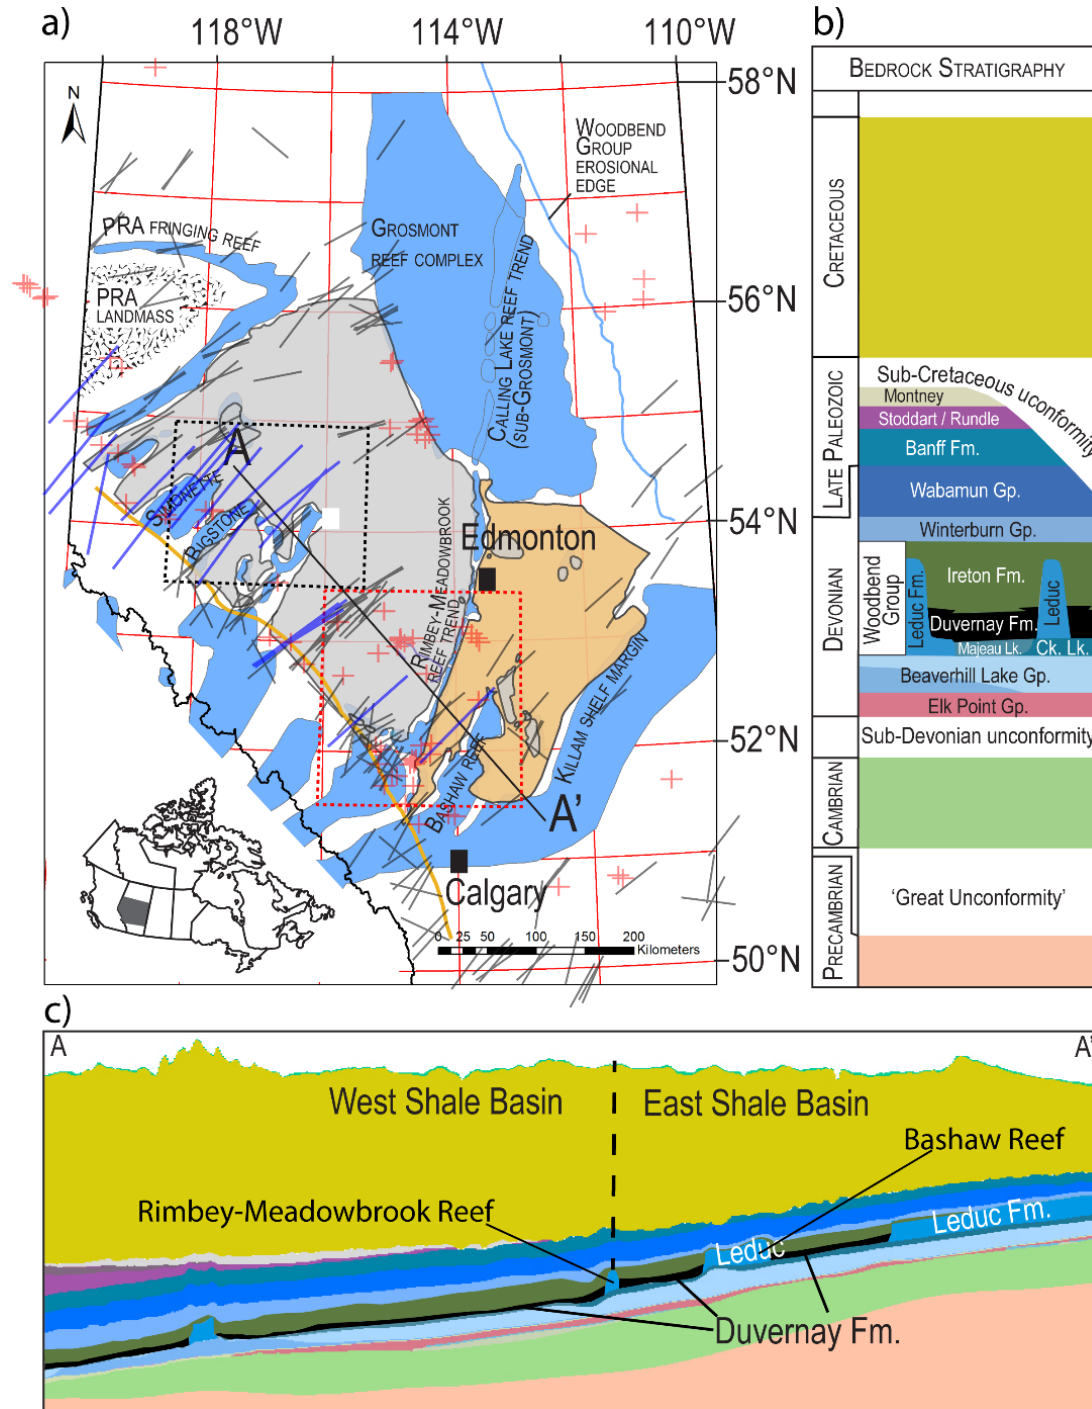 a)
118°W
114°W
110°W
58°N
56°N
54°N
52°N
50°N
N
WOODBEND
GROUP
EROSIONAL
EDGE
PRA FRINGING REEF
PRA
LANDMASS
GROSMONT
REEF COMPLEX
CALLING LAKE REEF TREND
(SUB-GROSMONT)
A
SIMONETTE
BIGSTONE
RIMBEY-MEADOWBROOK
REEF TREND
Edmonton
KILLAM SHELF MARGIN
BASHAW REEF
A'
Calgary
0 25 50 100 150 200
Kilometers
b)
BEDROCK STRATIGRAPHY
CRETACEOUS
LATE PALEOZOIC
DEVONIAN
CAMBRIAN
PRECAMBRIAN
Sub-Cretaceous uconformity
Montney
Stoddart / Rundle
Banff Fm.
Wabamun Gp.
Winterburn Gp.
Woodbend
Group
Leduc Fm.
Ireton Fm.
Leduc
Duvernay Fm.
Majeau Lk.
Ck. Lk.
Beaverhill Lake Gp.
Elk Point Gp.
Sub-Devonian unconformity
'Great Unconformity'
c)
A
A'
West Shale Basin
East Shale Basin
Bashaw Reef
Rimbey-Meadowbrook Reef
Leduc
Leduc Fm.
Duvernay Fm.